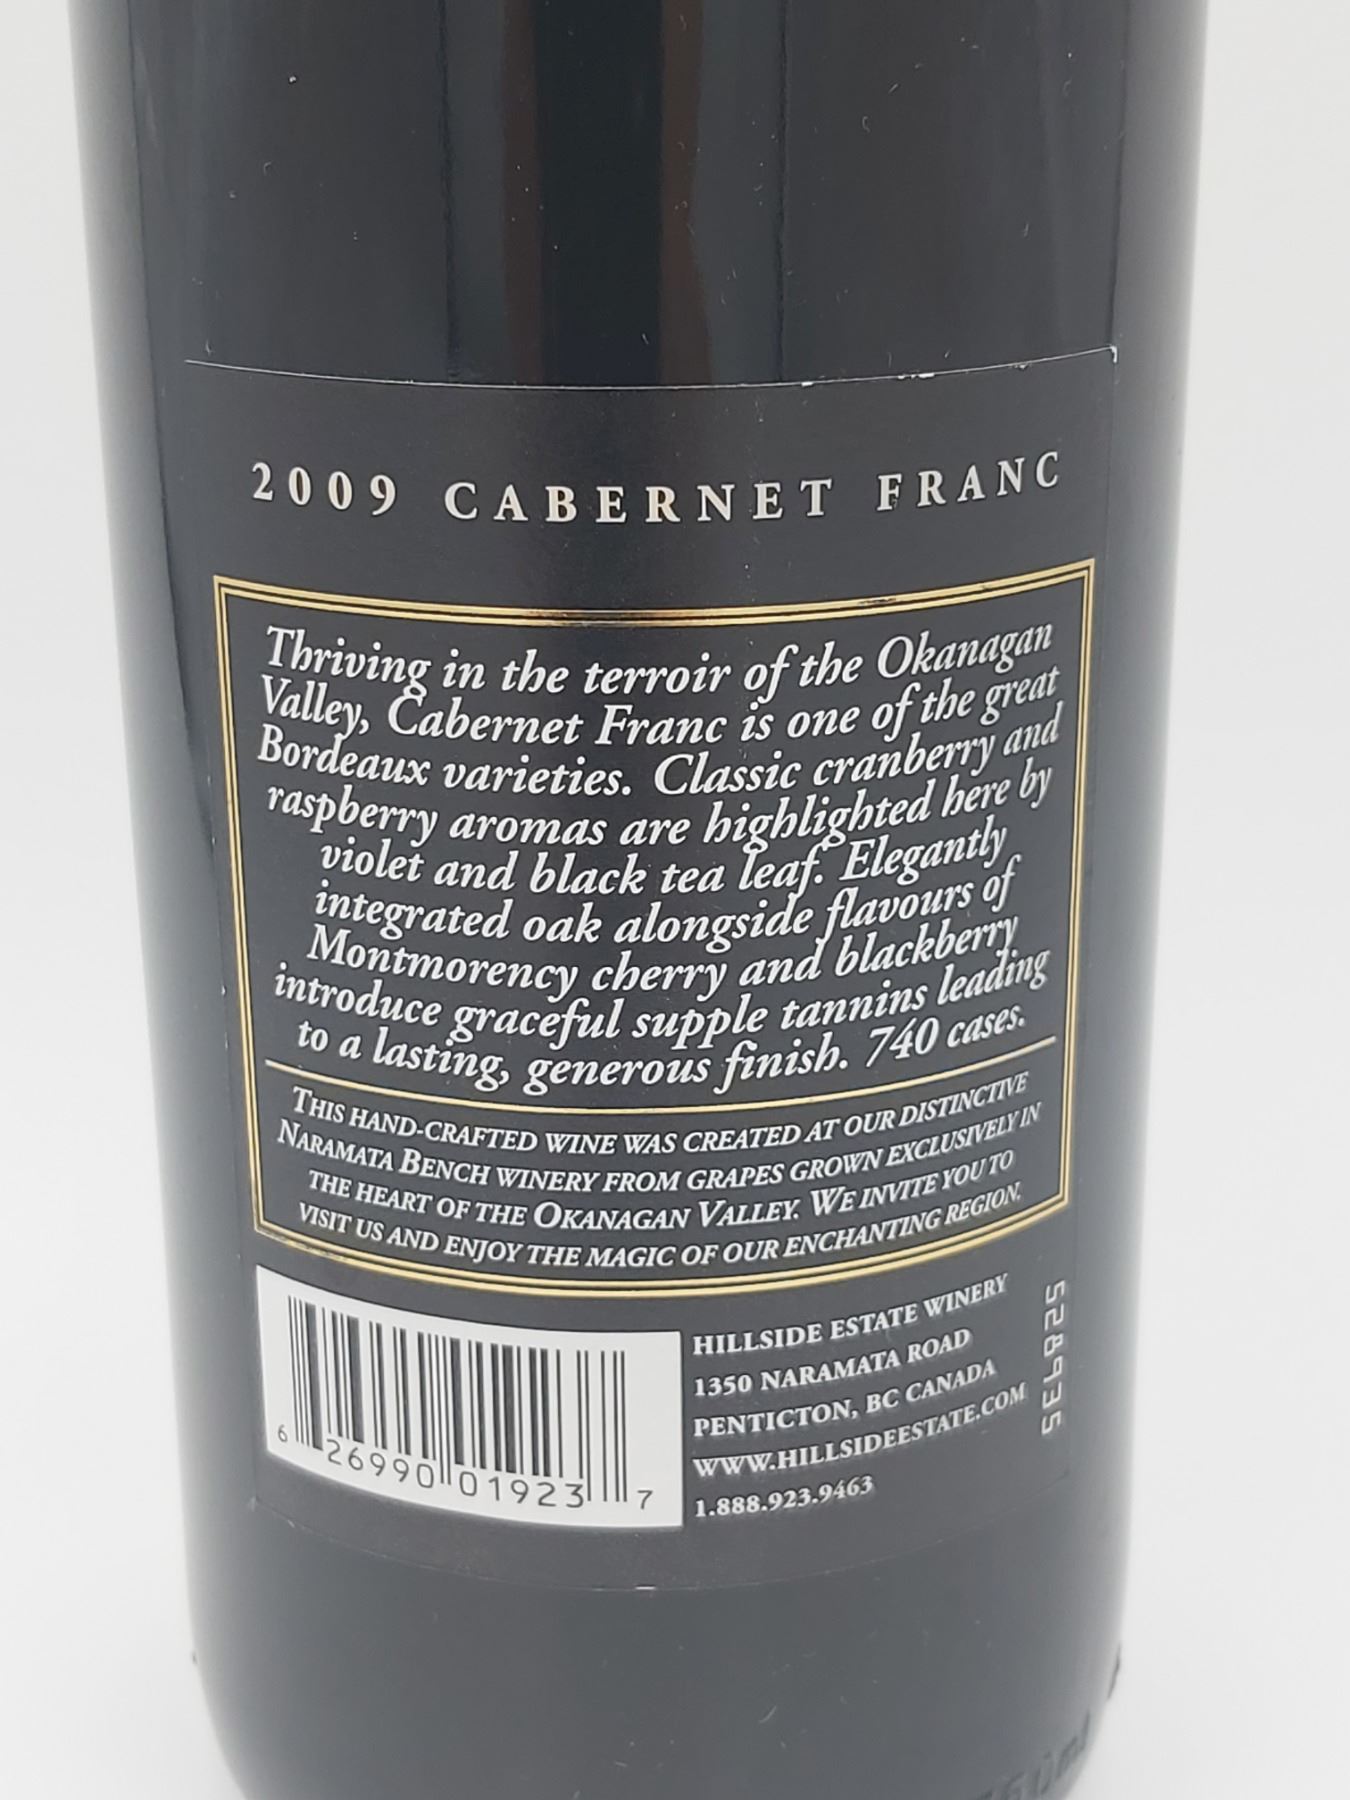 2009 CABERNET FRANC
Thriving in the terroir of the Okanagan
Valley, Cabernet Franc is one of the great
Bordeaux varieties. Classic cranberry and
raspberry aromas are highlighted here by
violet and black tea leaf. Elegantly
integrated oak alongside flavours of
Montmorency cherry and blackberry
introduce graceful supple tannins leading
to a lasting, generous finish. 740 cases.
THIS HAND-CRAFTED WINE WAS CREATED AT OUR DISTINCTIVE
NARAMATA BENCH WINERY FROM GRAPES GROWN EXCLUSIVELY IN
THE HEART OF THE OKANAGAN VALLEY. WE INVITE YOU TO
VISIT US AND ENJOY THE MAGIC OF OUR ENCHANTING REGION.
6 26990 01923 7
HILLSIDE ESTATE WINERY
1350 NARAMATA ROAD
PENTICTON, BC CANADA
WWW.HILLSIDEESTATE.COM
1.888.923.9463
528935